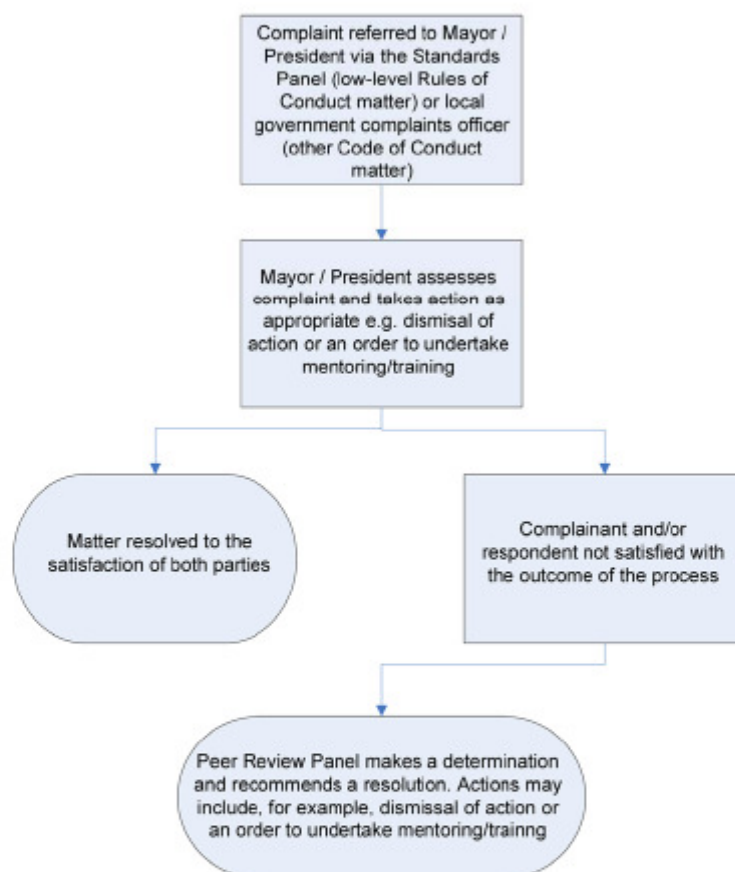 Complaint referred to Mayor /
President via the Standards
Panel (low-level Rules of
Conduct matter) or local
government complaints officer
(other Code of Conduct
matter)
Mayor / President assesses
complaint and takes action as
appropriate e.g. dismisal of
action or an order to undertake
mentoring/training
Matter resolved to the
satisfaction of both parties
Complainant and/or
respondent not satisfied with
the outcome of the process
Peer Review Panel makes a determination
and recommends a resolution. Actions may
include, for example, dismissal of action or
an order to undertake mentoring/trainng